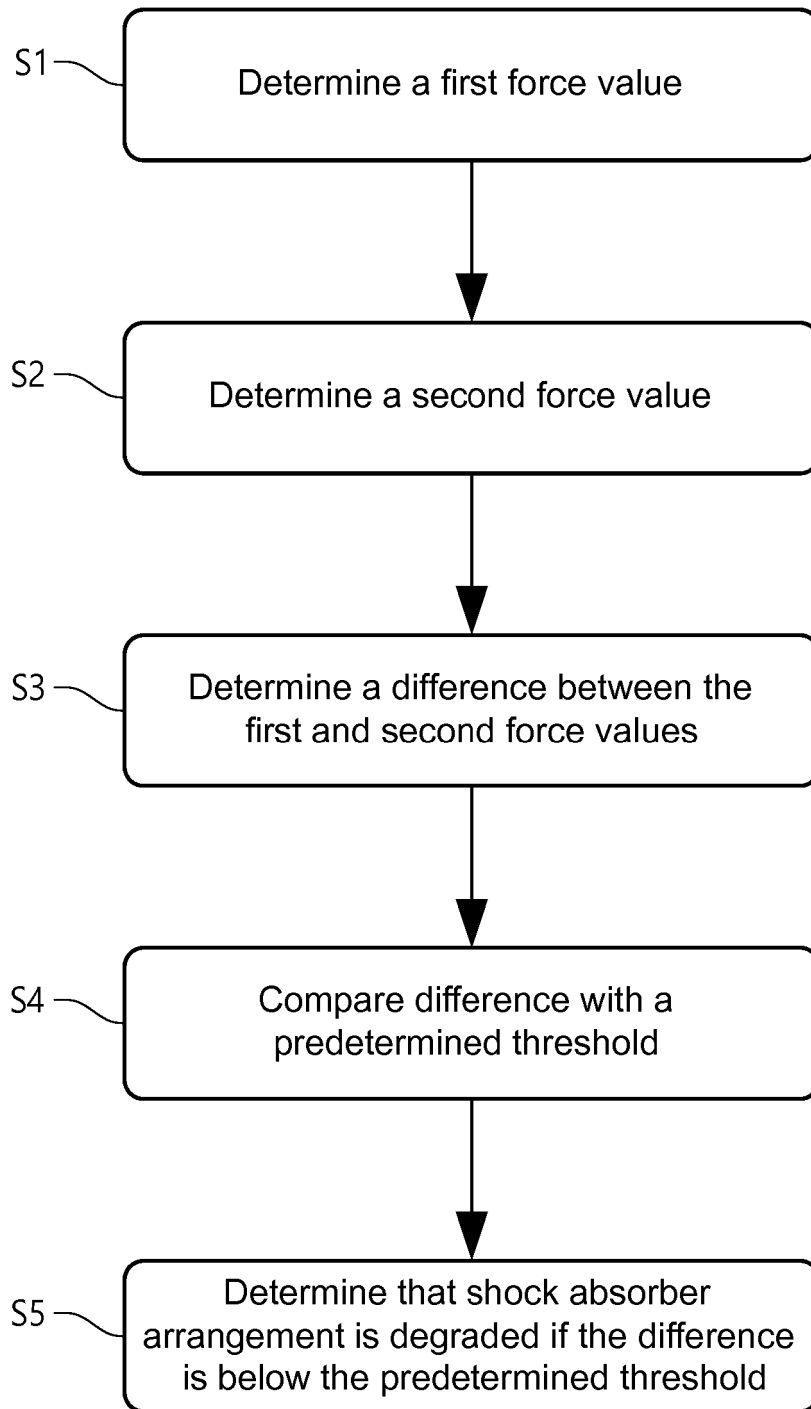 S1
Determine a first force value
S2
Determine a second force value
S3
Determine a difference between the
first and second force values
S4
Compare difference with a
predetermined threshold
S5
Determine that shock absorber
arrangement is degraded if the difference
is below the predetermined threshold